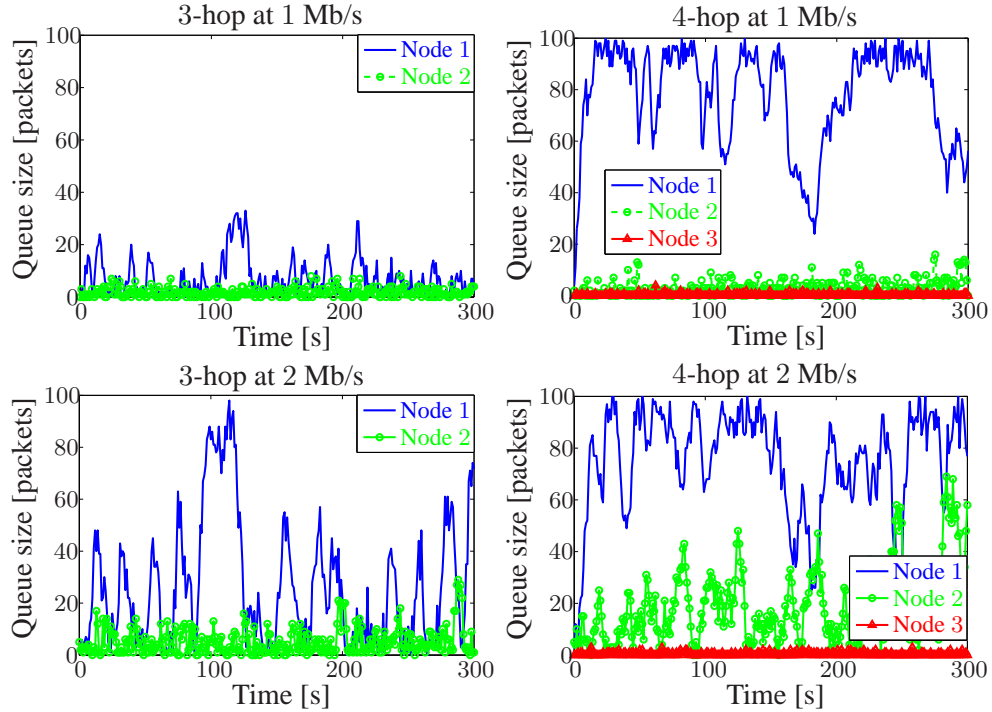 3-hop at 1 Mb/s
100
80
60
40
20
0
Queue size [packets]
Node 1
Node 2
0
100
200
300
Time [s]
4-hop at 1 Mb/s
100
80
60
40
20
0
Queue size [packets]
Node 1
Node 2
Node 3
0
100
200
300
Time [s]
3-hop at 2 Mb/s
100
80
60
40
20
0
Queue size [packets]
Node 1
Node 2
0
100
200
300
Time [s]
4-hop at 2 Mb/s
100
80
60
40
20
0
Queue size [packets]
Node 1
Node 2
Node 3
0
100
200
300
Time [s]